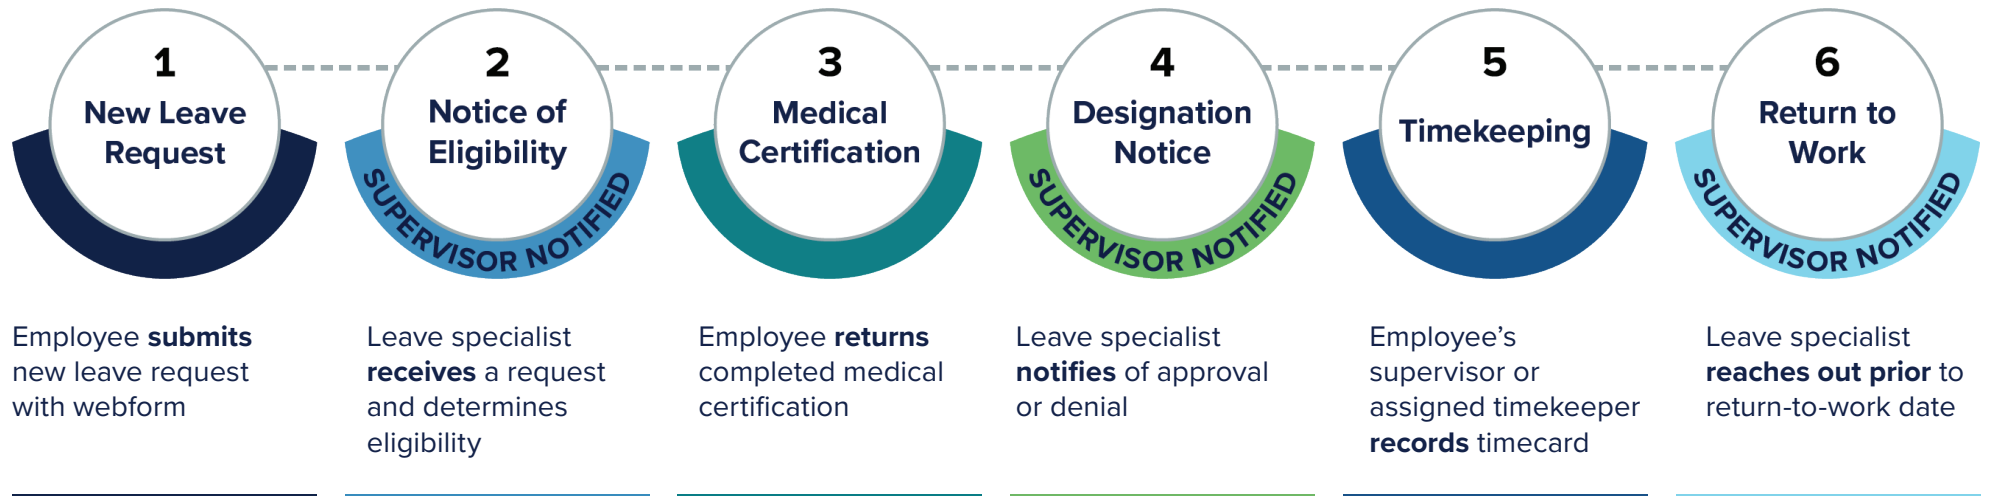 1
New Leave
Request
Employee submits
new leave request
with webform
2
Notice of
Eligibility
SUPERVISOR NOTIFIED
Leave specialist
receives a request
and determines
eligibility
3
Medical
Certification
Employee returns
completed medical
certification
4
Designation
Notice
SUPERVISOR NOTIFIED
Leave specialist
notifies of approval
or denial
5
Timekeeping
Employee’s
supervisor or
assigned timekeeper
records timecard
6
Return to
Work
SUPERVISOR NOTIFIED
Leave specialist
reaches out prior to
return-to-work date